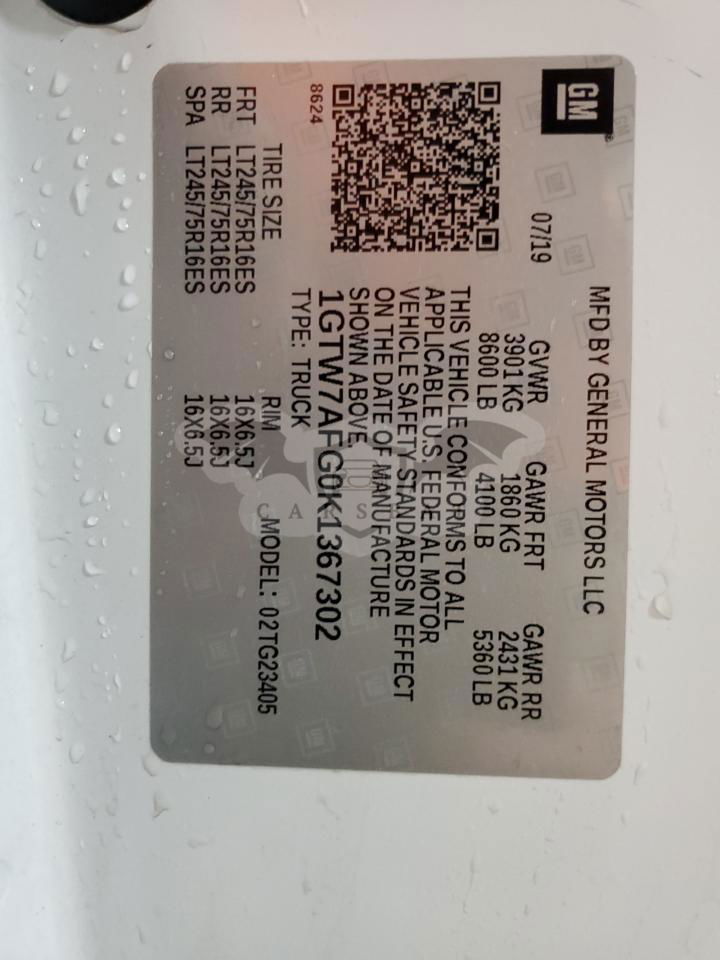 GM
MFD BY GENERAL MOTORS LLC
07/19
GVWR GAWR FRT GAWR RR
3901 KG 1860 KG 2431 KG
8600 LB 4100 LB 5360 LB
THIS VEHICLE CONFORMS TO ALL
APPLICABLE U.S. FEDERAL MOTOR
VEHICLE SAFETY STANDARDS IN EFFECT
ON THE DATE OF MANUFACTURE
SHOWN ABOVE.
1GTW7AFG0K1367302
8624
TYPE: TRUCK
TIRE SIZE RIM MODEL: 02TG23405
FRT LT245/75R16ES 16X6.5J
RR LT245/75R16ES 16X6.5J
SPA LT245/75R16ES 16X6.5J
CARS